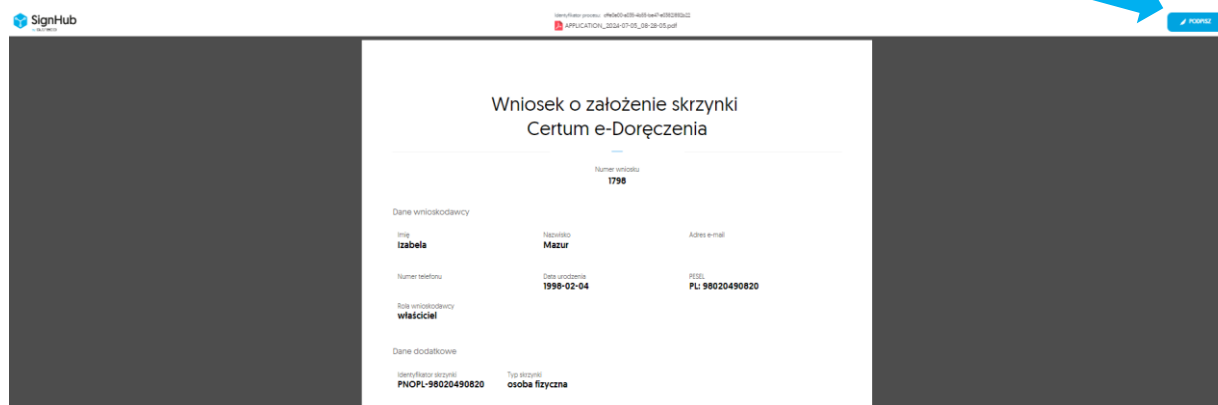 SignHub
Identyfikator procesu:
APPLICATION_2024-07-05_08-28-05.pdf
PODPISZ
Wniosek o założenie skrzynki
Certum e-Doręczenia
Numer wniosku
1798
Dane wnioskodawcy
Imię Nazwisko Adres e-mail
Izabela Mazur
Numer telefonu Data urodzenia PESEL
1998-02-04 PL: 98020490820
Rola wnioskodawcy
właściciel
Dane dodatkowe
Identyfikator skrzynki Typ skrzynki
PNOPL-98020490820 osoba fizyczna